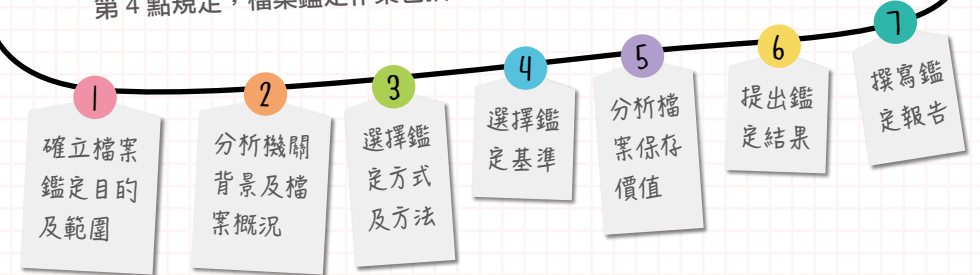 第4點規定，檔案鑑定作業包括
1
確立檔案
鑑定目的
及範圍
2
分析機關
背景及檔
案概況
3
選擇鑑
定方式
及方法
4
選擇鑑
定基準
5
分析檔
案保存
價值
6
提出鑑
定結果
7
撰寫鑑
定報告